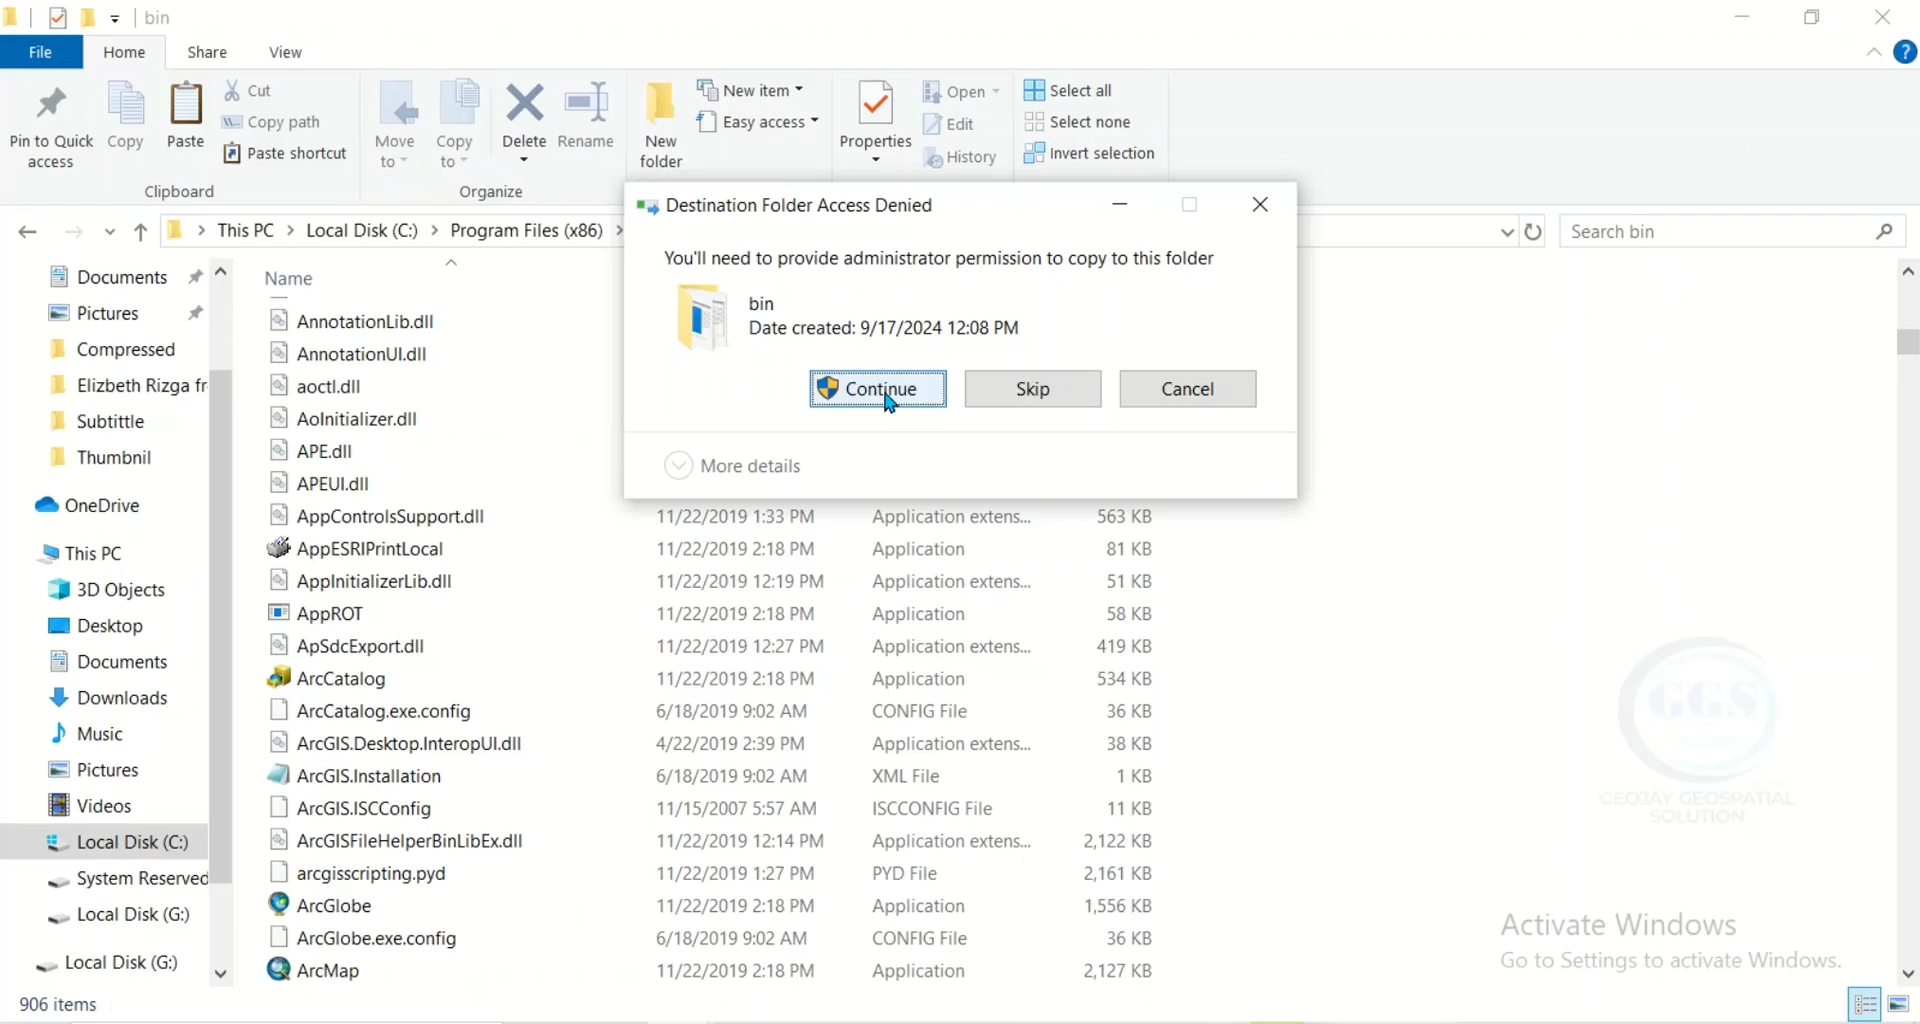 bin
File
Home
Share
View
Pin to Quick
access
Copy
Paste
Cut
Copy path
Paste shortcut
Clipboard
Move
to
Copy
to
Delete
Rename
Organize
New
folder
New item
Easy access
Properties
Open
Edit
History
Select all
Select none
Invert selection
This PC
Local Disk (C:)
Program Files (x86)
Search bin
Destination Folder Access Denied
You'll need to provide administrator permission to copy to this folder
bin
Date created: 9/17/2024 12:08 PM
Continue
Skip
Cancel
More details
Documents
Pictures
Compressed
Elizbeth Rizga fr
Subtittle
Thumbnil
OneDrive
This PC
3D Objects
Desktop
Documents
Downloads
Music
Pictures
Videos
Local Disk (C:)
System Reserved
Local Disk (G:)
Local Disk (G:)
Name
AnnotationLib.dll
AnnotationUI.dll
aoctl.dll
AoInitializer.dll
APE.dll
APEUI.dll
AppControlsSupport.dll 11/22/2019 1:33 PM Application extens... 563 KB
AppESRIPrintLocal 11/22/2019 2:18 PM Application 81 KB
AppInitializerLib.dll 11/22/2019 12:19 PM Application extens... 51 KB
AppROT 11/22/2019 2:18 PM Application 58 KB
ApSdcExport.dll 11/22/2019 12:27 PM Application extens... 419 KB
ArcCatalog 11/22/2019 2:18 PM Application 534 KB
ArcCatalog.exe.config 6/18/2019 9:02 AM CONFIG File 36 KB
ArcGIS.Desktop.InteropUI.dll 4/22/2019 2:39 PM Application extens... 38 KB
ArcGIS.Installation 6/18/2019 9:02 AM XML File 1 KB
ArcGIS.ISCConfig 11/15/2007 5:57 AM ISCCONFIG File 11 KB
ArcGISFileHelperBinLibEx.dll 11/22/2019 12:14 PM Application extens... 2,122 KB
arcgisscripting.pyd 11/22/2019 1:27 PM PYD File 2,161 KB
ArcGlobe 11/22/2019 2:18 PM Application 1,556 KB
ArcGlobe.exe.config 6/18/2019 9:02 AM CONFIG File 36 KB
ArcMap 11/22/2019 2:18 PM Application 2,127 KB
GGS
GEOJAY GEOSPATIAL
SOLUTION
Activate Windows
Go to Settings to activate Windows.
906 items